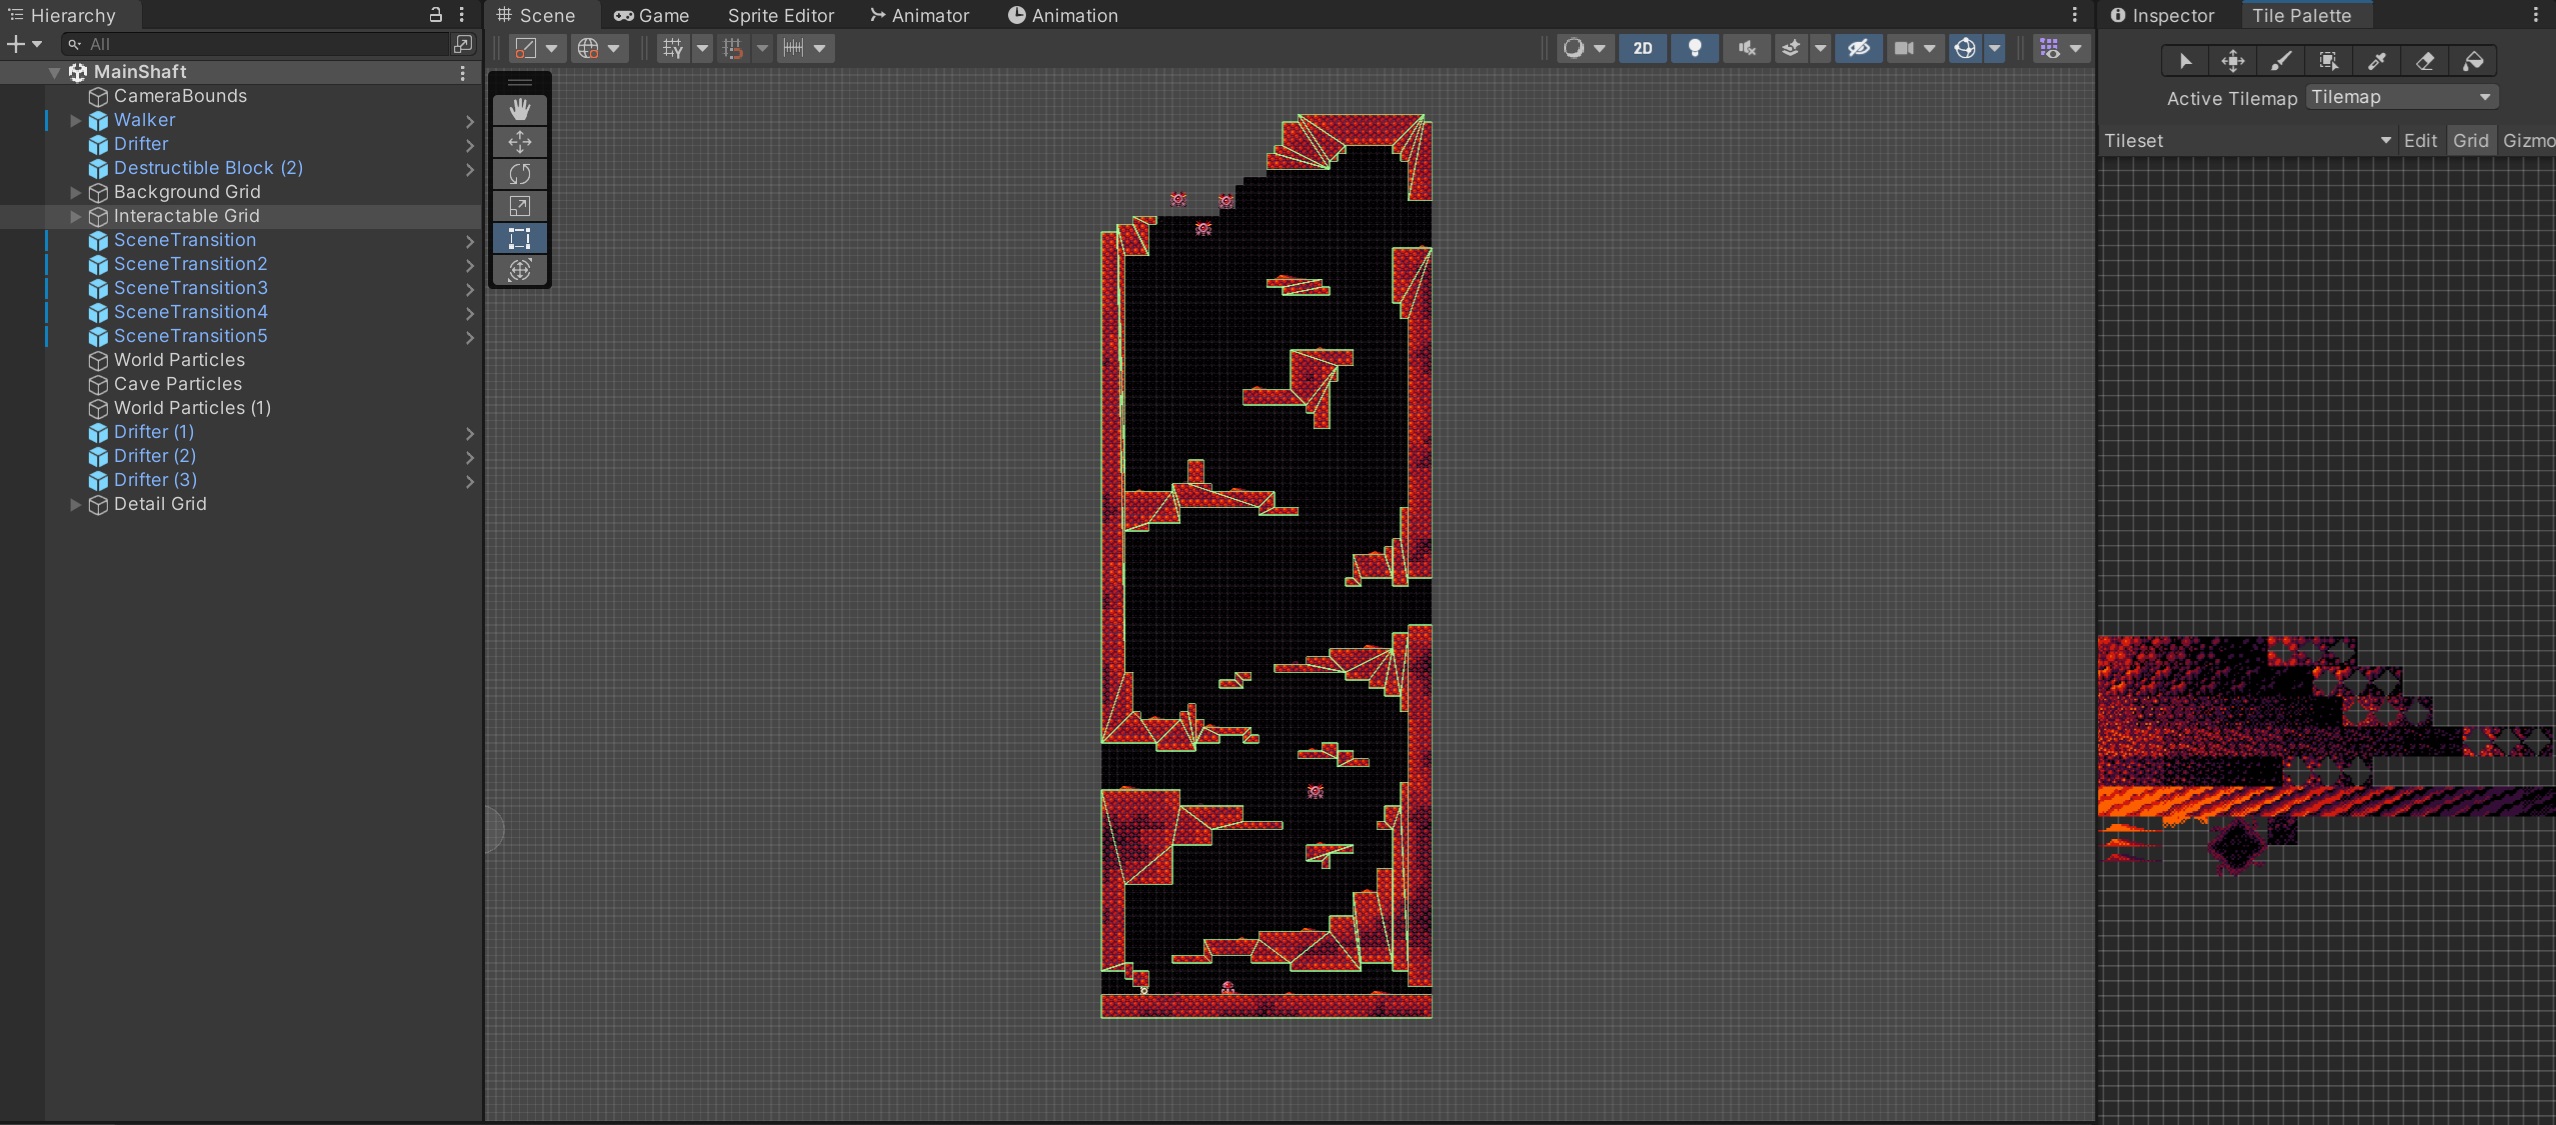 Hierarchy
All
MainShaft
CameraBounds
Walker
Drifter
Destructible Block (2)
Background Grid
Interactable Grid
SceneTransition
SceneTransition2
SceneTransition3
SceneTransition4
SceneTransition5
World Particles
Cave Particles
World Particles (1)
Drifter (1)
Drifter (2)
Drifter (3)
Detail Grid
Scene Game Sprite Editor Animator Animation
2D
Inspector Tile Palette
Active Tilemap Tilemap
Tileset Edit Grid Gizmo